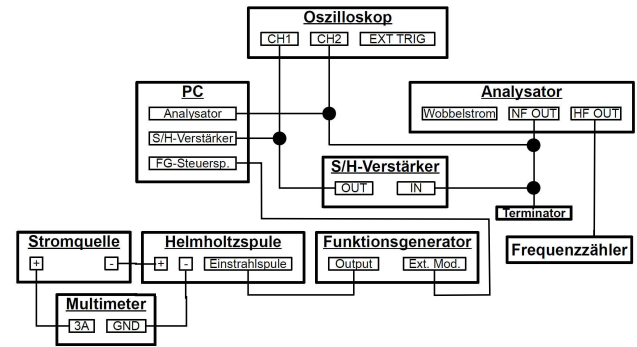 Oszilloskop
CH1 CH2 EXT TRIG
PC
Analysator
S/H-Verstärker
FG-Steuersp.
Analysator
Wobbelstrom NF OUT HF OUT
S/H-Verstärker
OUT IN
Terminator
Frequenzzähler
Stromquelle
+ -
Helmholtzspule
+ - Einstrahlspule
Funktionsgenerator
Output Ext. Mod.
Multimeter
3A GND